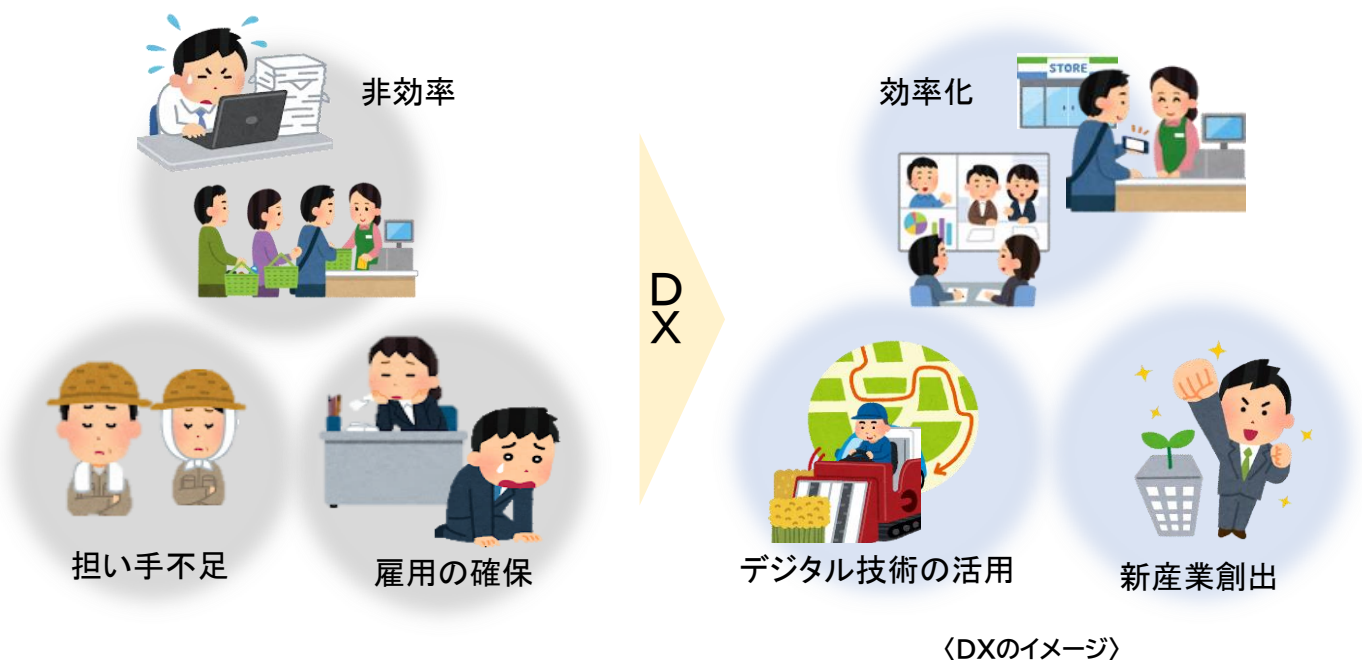 非効率
担い手不足
雇用の確保
DX
効率化
STORE
デジタル技術の活用
新産業創出
〈DXのイメージ〉